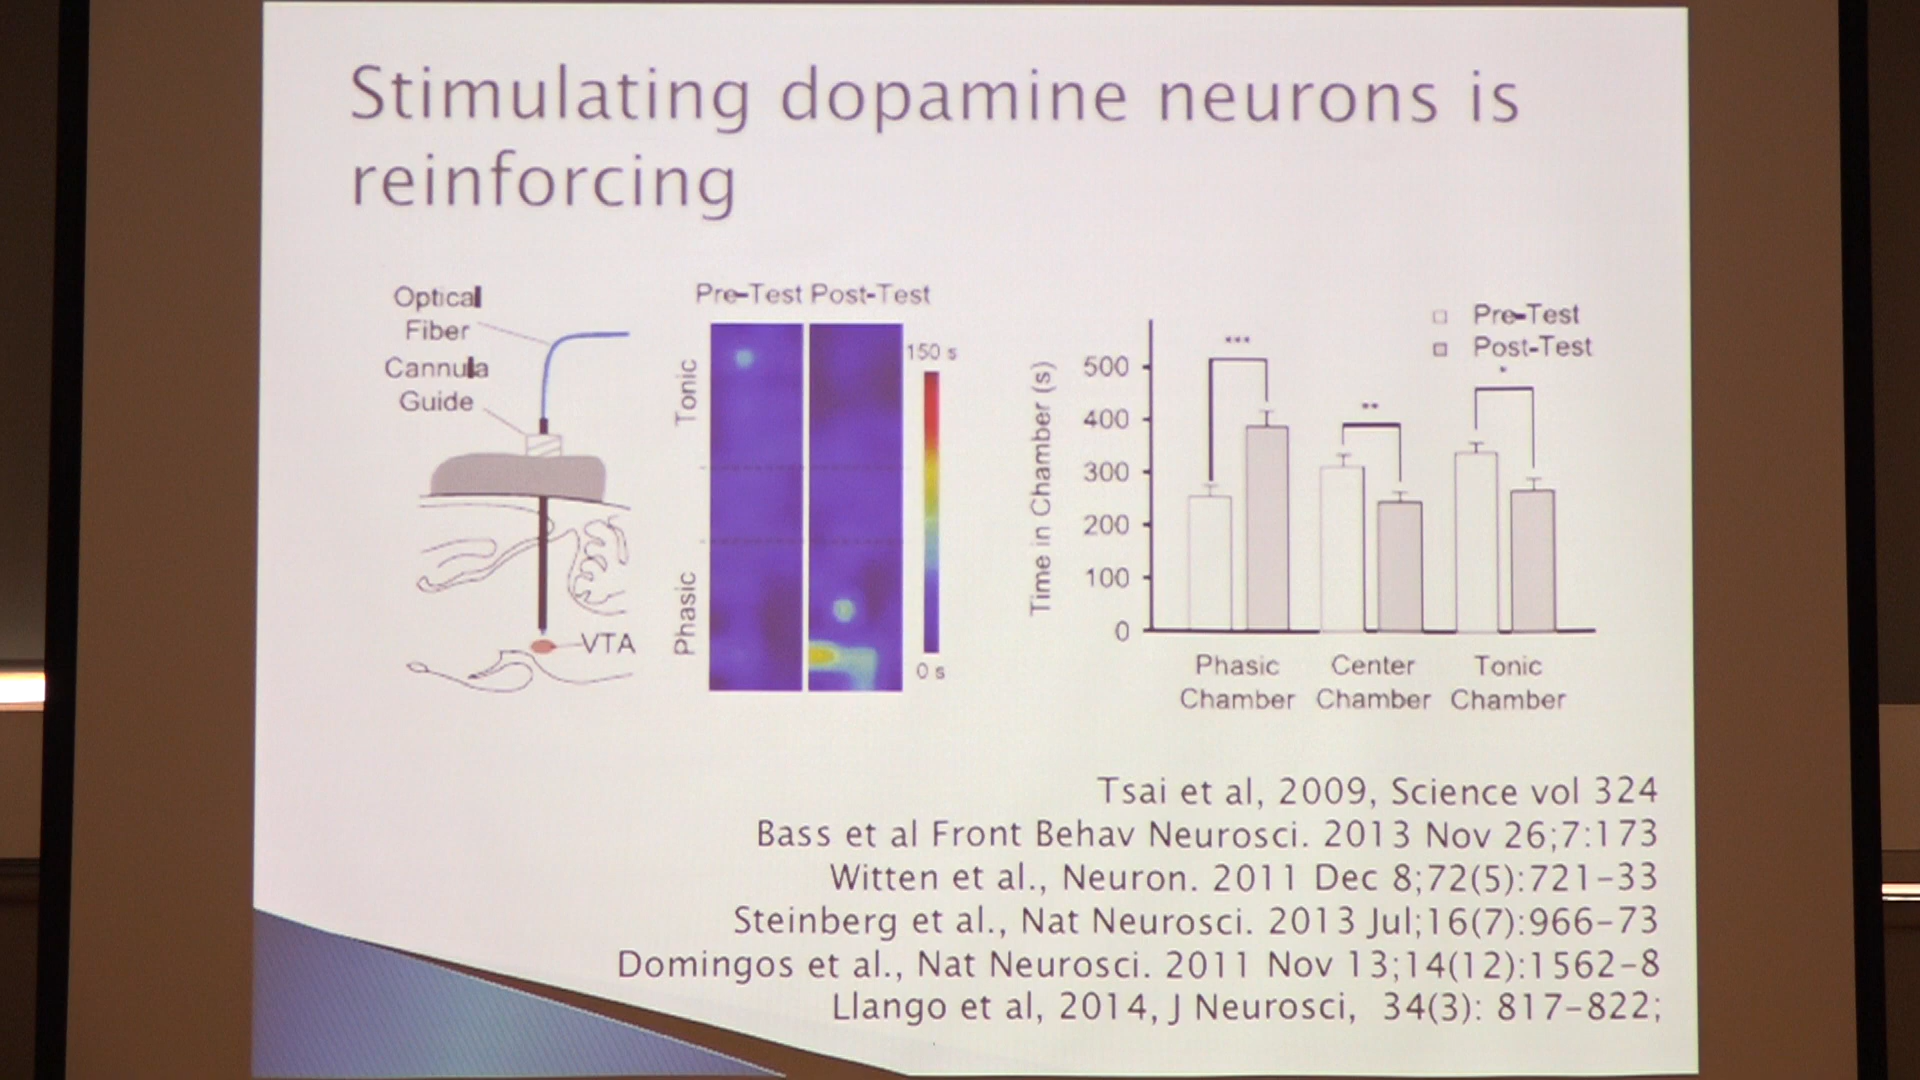 Stimulating dopamine neurons is
reinforcing
Optical
Fiber
Cannula
Guide
VTA
Pre-Test Post-Test
Tonic
Phasic
150 s
0 s
Time in Chamber (s)
500
400
300
200
100
0
***
**
*
Pre-Test
Post-Test
Phasic Center Tonic
Chamber Chamber Chamber
Tsai et al, 2009, Science vol 324
Bass et al Front Behav Neurosci. 2013 Nov 26;7:173
Witten et al., Neuron. 2011 Dec 8;72(5):721-33
Steinberg et al., Nat Neurosci. 2013 Jul;16(7):966-73
Domingos et al., Nat Neurosci. 2011 Nov 13;14(12):1562-8
Llango et al, 2014, J Neurosci, 34(3): 817-822;